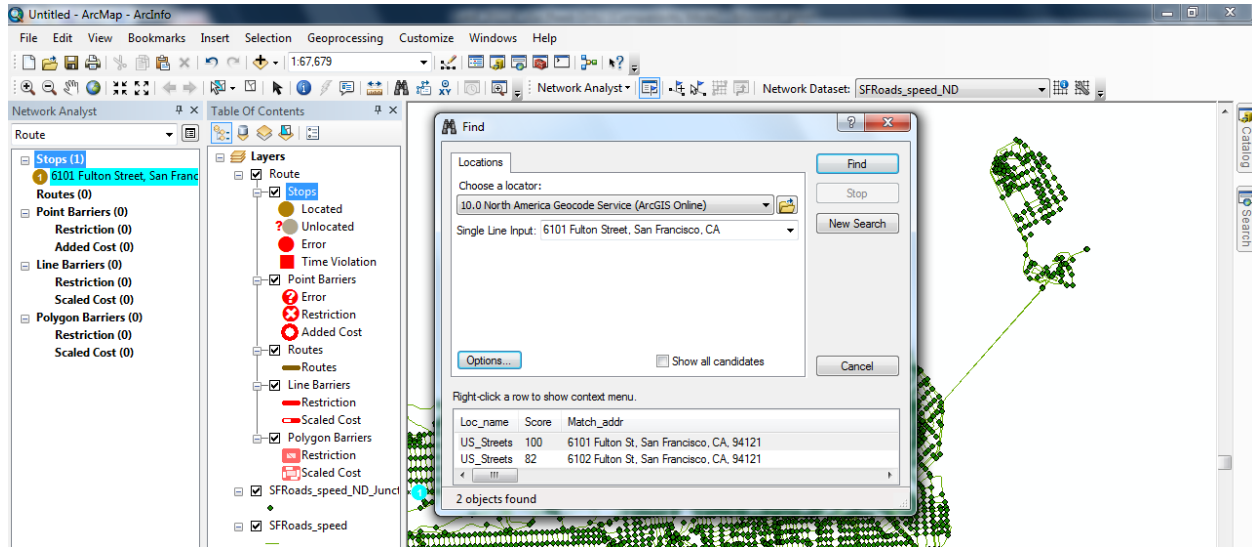 Untitled - ArcMap - ArcInfo
File Edit View Bookmarks Insert Selection Geoprocessing Customize Windows Help
1:67,679
Network Analyst Network Dataset: SFRoads_speed_ND
Network Analyst
Route
Stops (1)
1 6101 Fulton Street, San Franc
Routes (0)
Point Barriers (0)
Restriction (0)
Added Cost (0)
Line Barriers (0)
Restriction (0)
Scaled Cost (0)
Polygon Barriers (0)
Restriction (0)
Scaled Cost (0)
Table Of Contents
Layers
Route
Stops
Located
? Unlocated
Error
Time Violation
Point Barriers
? Error
Restriction
Added Cost
Routes
Routes
Line Barriers
Restriction
Scaled Cost
Polygon Barriers
Restriction
Scaled Cost
SFRoads_speed_ND_Junct
SFRoads_speed
Find
Locations
Choose a locator:
10.0 North America Geocode Service (ArcGIS Online)
Single Line Input: 6101 Fulton Street, San Francisco, CA
Options...
Show all candidates
Find
Stop
New Search
Cancel
Right-click a row to show context menu.
Loc_name Score Match_addr
US_Streets 100 6101 Fulton St, San Francisco, CA, 94121
US_Streets 82 6102 Fulton St, San Francisco, CA, 94121
2 objects found
1
Catalog
Search